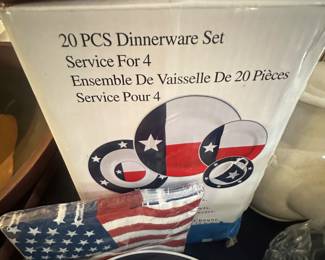 20 PCS Dinnerware Set
Service For 4
Ensemble De Vaisselle De 20 Pièces
Service Pour 4